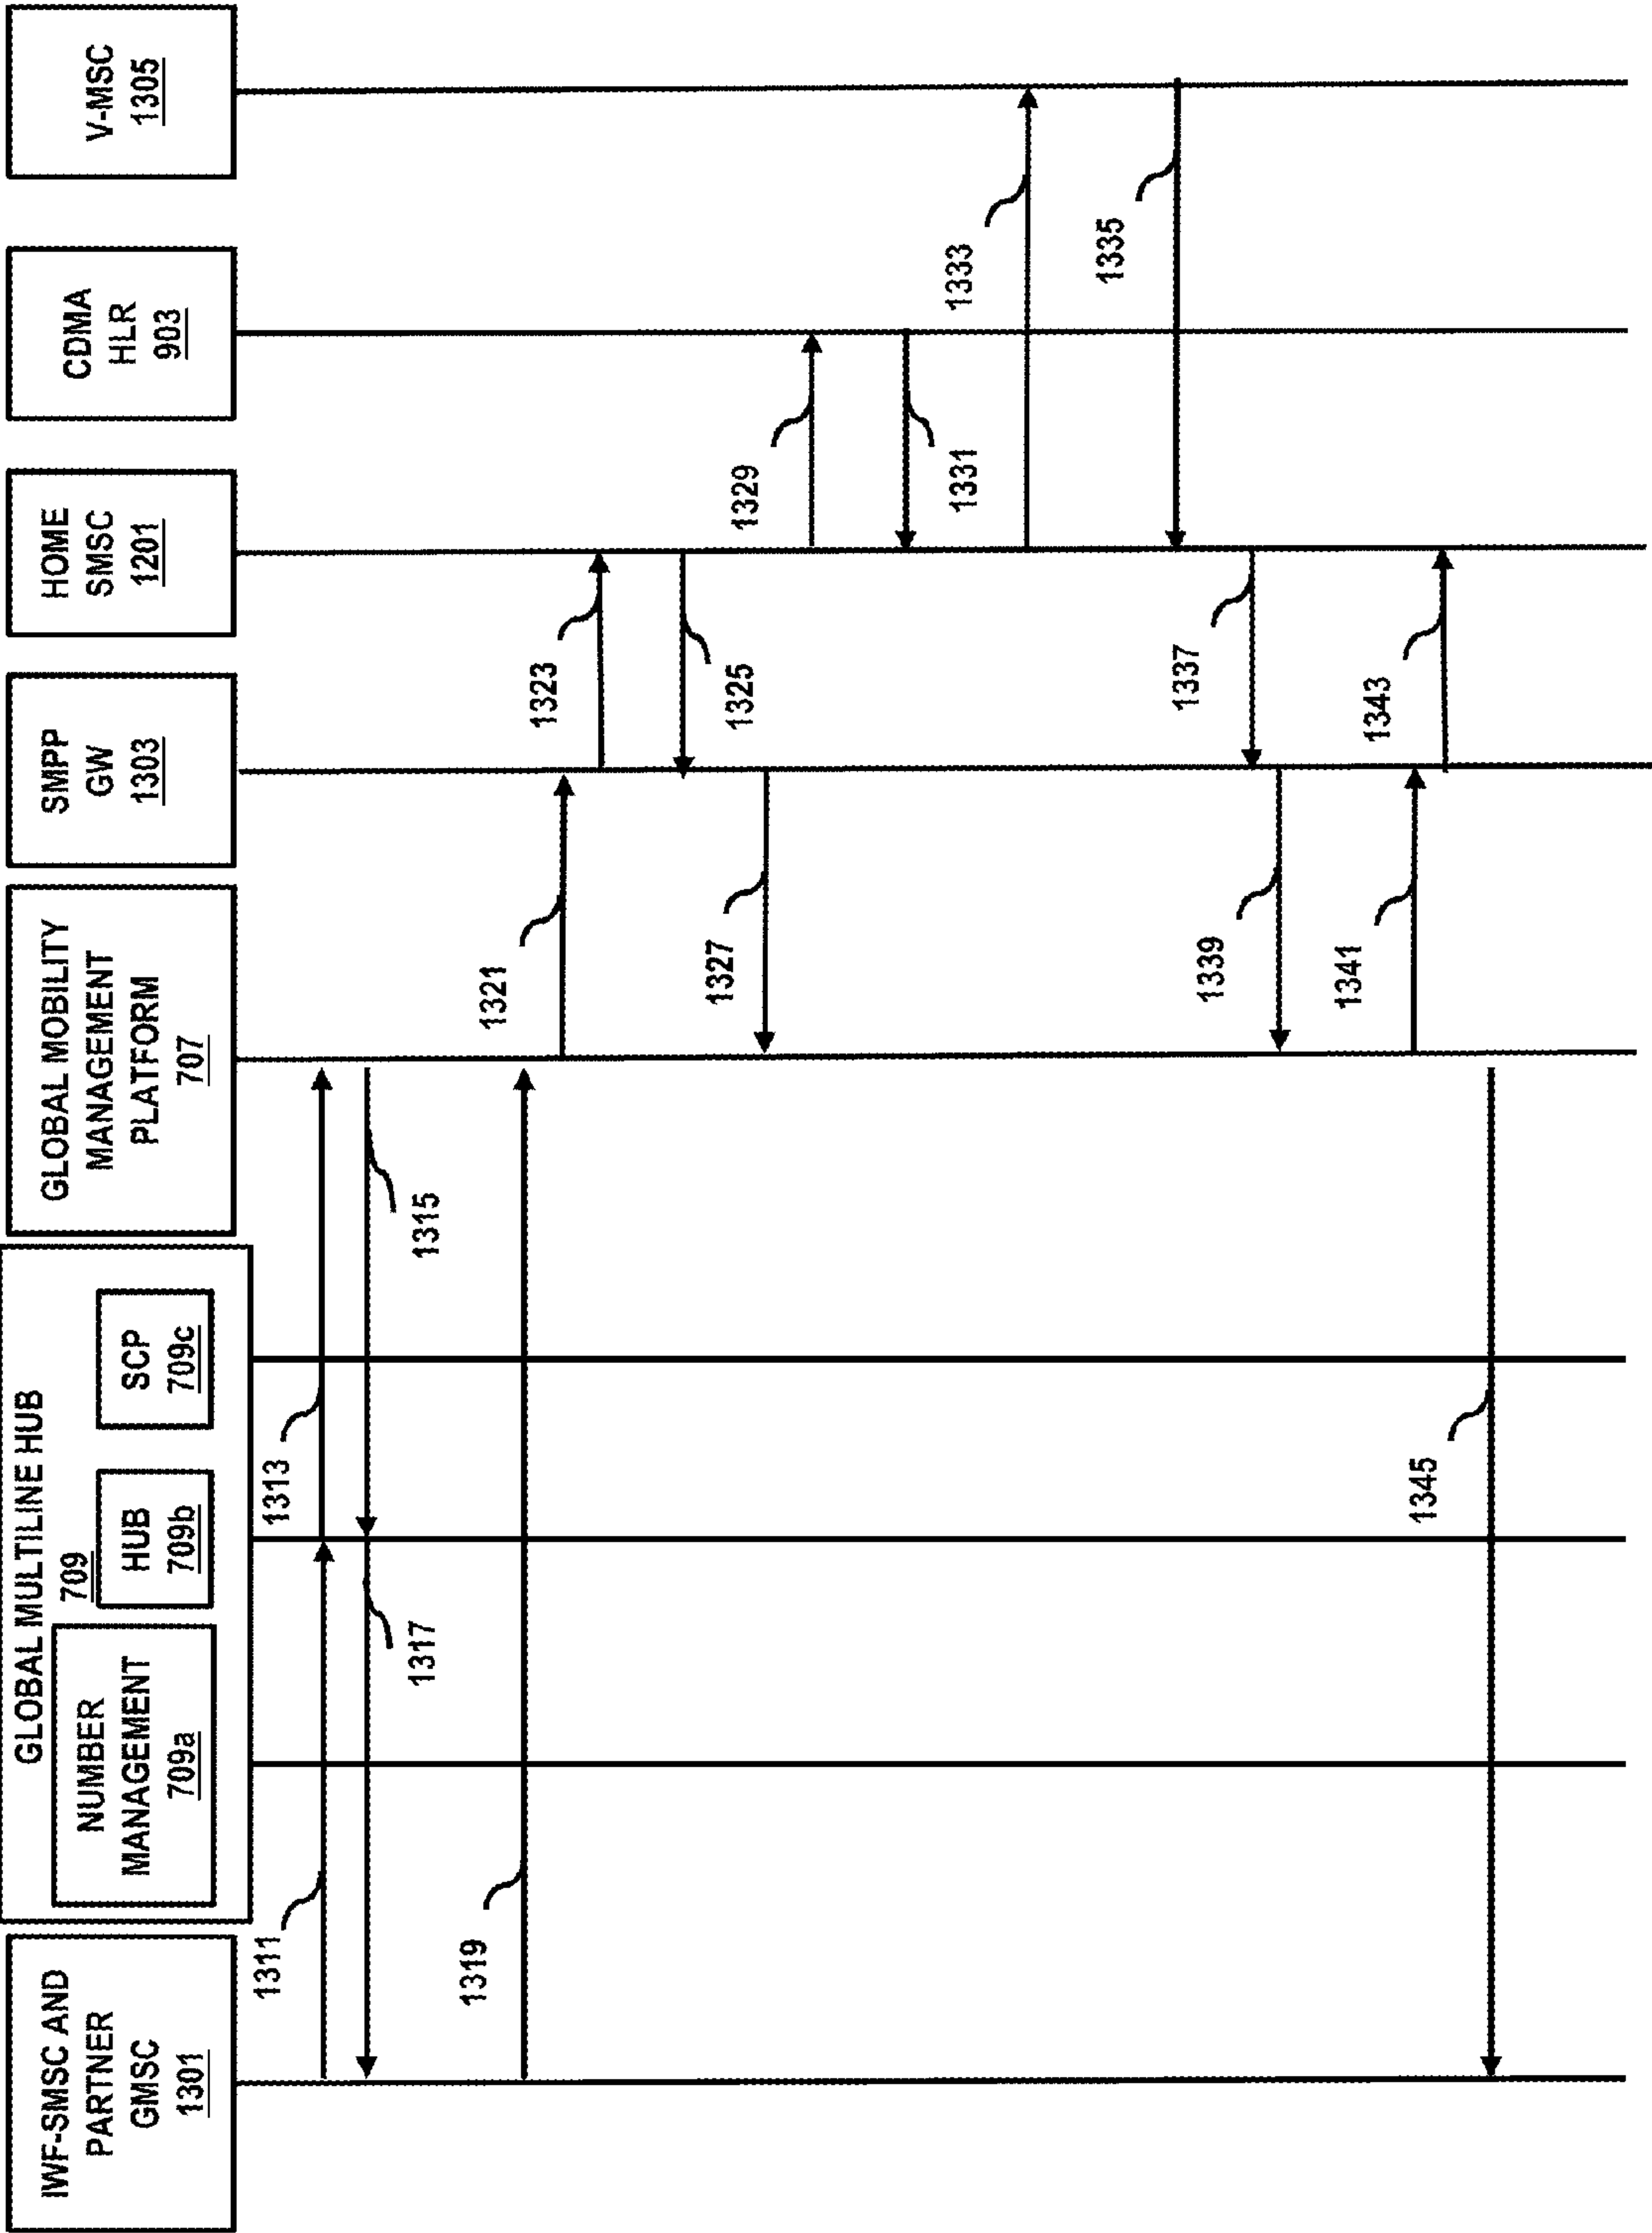 IWF-SMSC AND
PARTNER
GMSC
1301
GLOBAL MULTILINE HUB
709
NUMBER
MANAGEMENT
709a
HUB
709b
SCP
709c
GLOBAL MOBILITY
MANAGEMENT
PLATFORM
707
SMPP
GW
1303
HOME
SMSC
1201
CDMA
HLR
903
V-MSC
1305
1311
1313
1315
1317
1319
1321
1323
1325
1327
1329
1331
1333
1335
1337
1339
1341
1343
1345